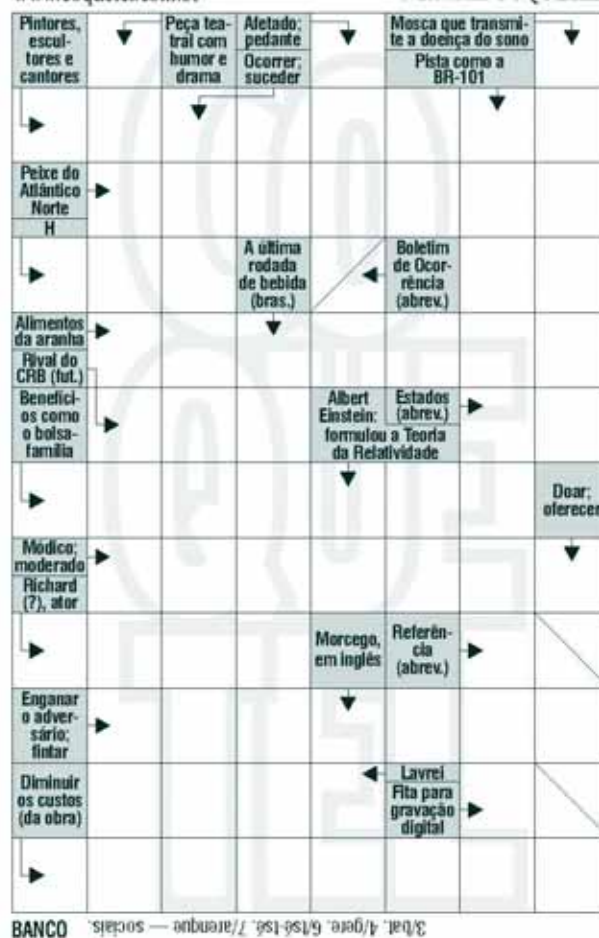 Pintores,
escul-
tores e
cantores
Peça tea-
tral com
humor e
drama
Afetado;
pedante
Ocorrer;
suceder
Mosca que transmi-
te a doença do sono
Pista como a
BR-101
Peixe do
Atlântico
Norte
H
A última
rodada
de bebida
(bras.)
Boletim
de Ocor-
rência
(abrev.)
Alimentos
da aranha
Rival do
CRB (fut.)
Benefíci-
os como
o bolsa-
família
Albert
Einstein:
formulou a Teoria
da Relatividade
Estados
(abrev.)
Doar;
oferecer
Módico;
moderado
Richard
(?), ator
Morcego,
em inglês
Referên-
cia
(abrev.)
Enganar
o adver-
sário;
fintar
Diminuir
os custos
(da obra)
Lavrei
Fita para
gravação
digital
BANCO
3/bat. 4/gere. 6/tsé-tsé. 7/arenque — sociais.